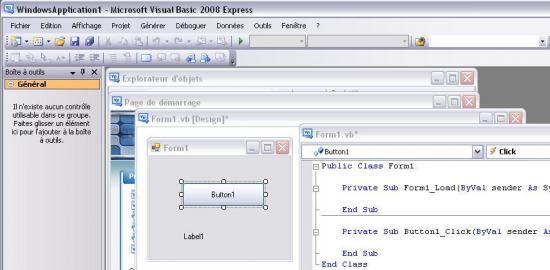 WindowsApplication1 - Microsoft Visual Basic 2008 Express
Fichier Edition Affichage Projet Générer Déboguer Données Outils Fenêtre ?
Boîte à outils
Général
Il n'existe aucun contrôle
utilisable dans ce groupe.
Faites glisser un élément
ici pour l'ajouter à la boîte
à outils.
Explorateur d'objets
Page de démarrage
Form1.vb [Design]*
Form1
Button1
Label1
Form1.vb*
Button1 Click
Public Class Form1
Private Sub Form1_Load(ByVal sender As Sy
End Sub
Private Sub Button1_Click(ByVal sender As
End Sub
End Class